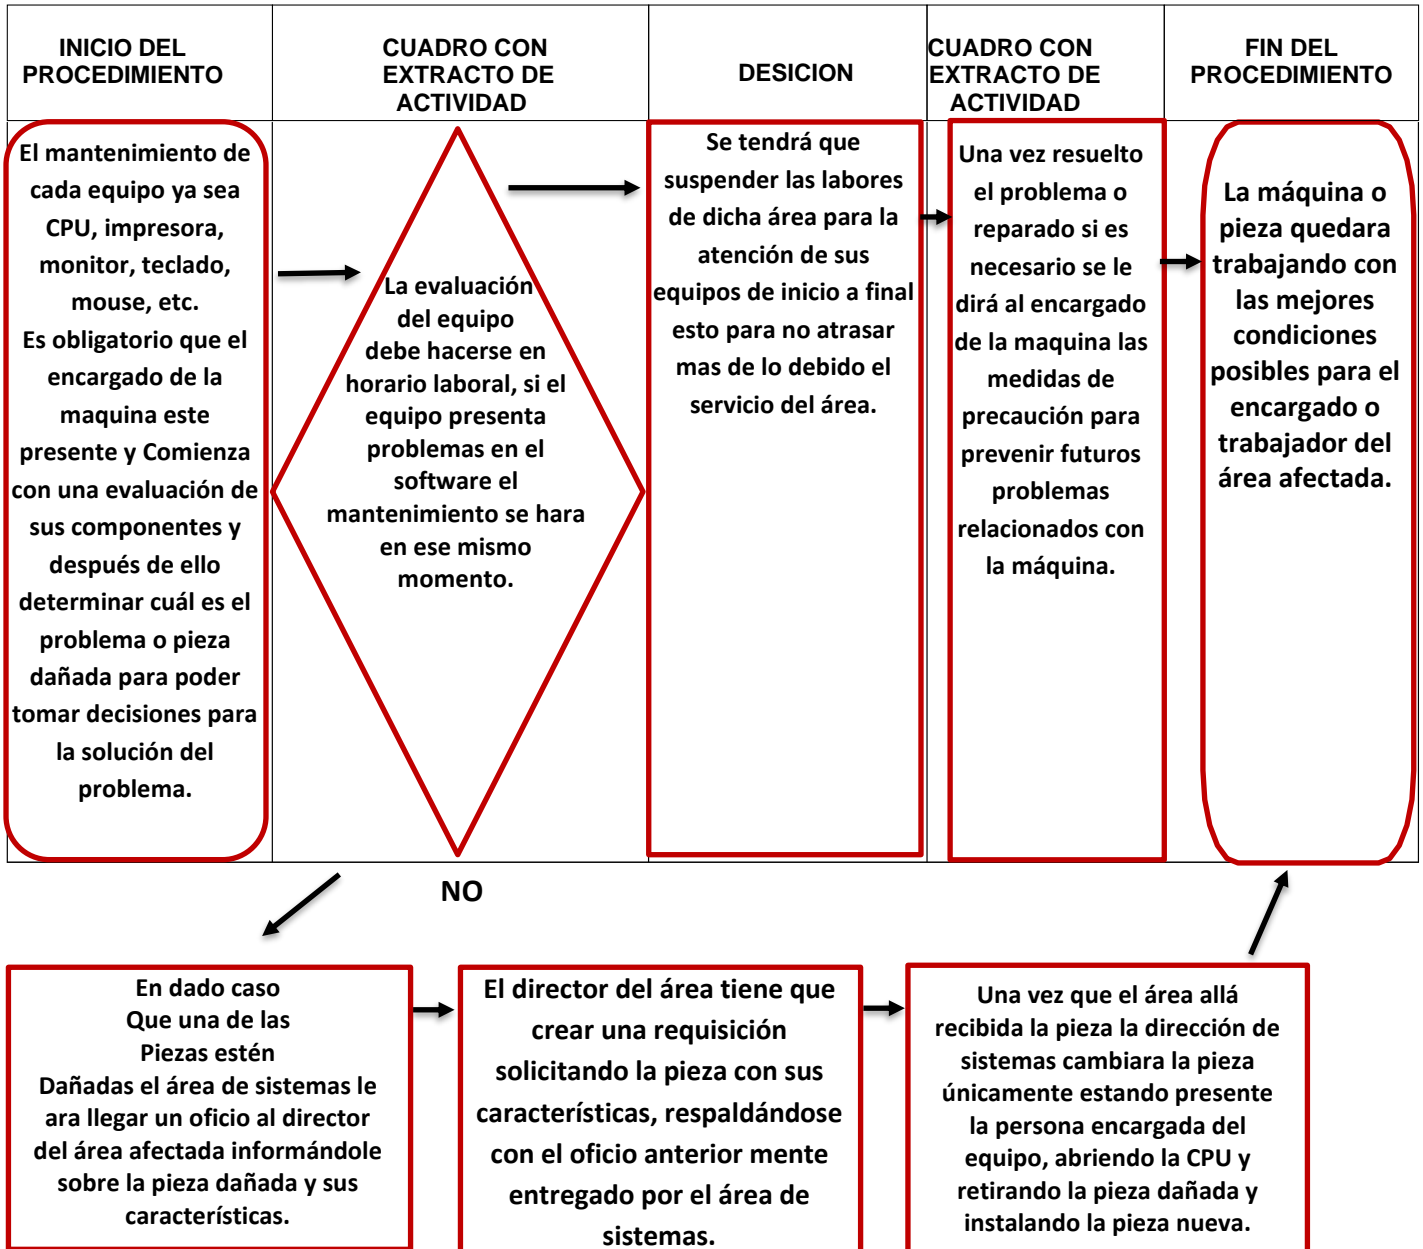 INICIO DEL
PROCEDIMIENTO
CUADRO CON
EXTRACTO DE
ACTIVIDAD
DESICION
CUADRO CON
EXTRACTO DE
ACTIVIDAD
FIN DEL
PROCEDIMIENTO
El mantenimiento de
cada equipo ya sea
CPU, impresora,
monitor, teclado,
mouse, etc.
Es obligatorio que el
encargado de la
maquina este
presente y Comienza
con una evaluación de
sus componentes y
después de ello
determinar cuál es el
problema o pieza
dañada para poder
tomar decisiones para
la solución del
problema.
La evaluación
del equipo
debe hacerse en
horario laboral, si el
equipo presenta
problemas en el
software el
mantenimiento se hara
en ese mismo
momento.
Se tendrá que
suspender las labores
de dicha área para la
atención de sus
equipos de inicio a final
esto para no atrasar
mas de lo debido el
servicio del área.
Una vez resuelto
el problema o
reparado si es
necesario se le
dirá al encargado
de la maquina las
medidas de
precaución para
prevenir futuros
problemas
relacionados con
la máquina.
La máquina o
pieza quedara
trabajando con
las mejores
condiciones
posibles para el
encargado o
trabajador del
área afectada.
NO
En dado caso
Que una de las
Piezas estén
Dañadas el área de sistemas le
ara llegar un oficio al director
del área afectada informándole
sobre la pieza dañada y sus
características.
El director del área tiene que
crear una requisición
solicitando la pieza con sus
características, respaldándose
con el oficio anterior mente
entregado por el área de
sistemas.
Una vez que el área allá
recibida la pieza la dirección de
sistemas cambiara la pieza
únicamente estando presente
la persona encargada del
equipo, abriendo la CPU y
retirando la pieza dañada y
instalando la pieza nueva.